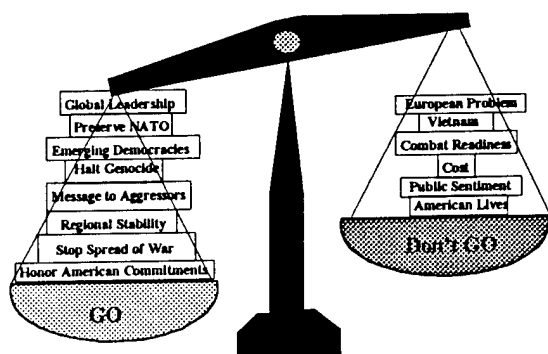 Global Leadership
Preserve NATO
Emerging Democracies
Halt Genocide
Message to Aggressors
Regional Stability
Stop Spread of War
Honor American Commitments
GO
European Problem
Vietnam
Combat Readiness
Cost
Public Sentiment
American Lives
Don't GO